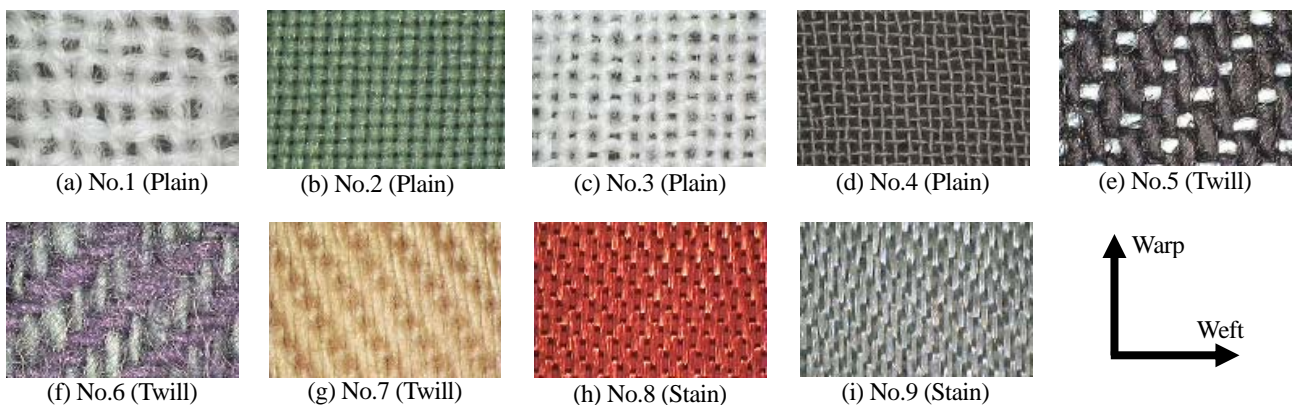 (a) No.1 (Plain)
(b) No.2 (Plain)
(c) No.3 (Plain)
(d) No.4 (Plain)
(e) No.5 (Twill)
Warp
Weft
(f) No.6 (Twill)
(g) No.7 (Twill)
(h) No.8 (Stain)
(i) No.9 (Stain)